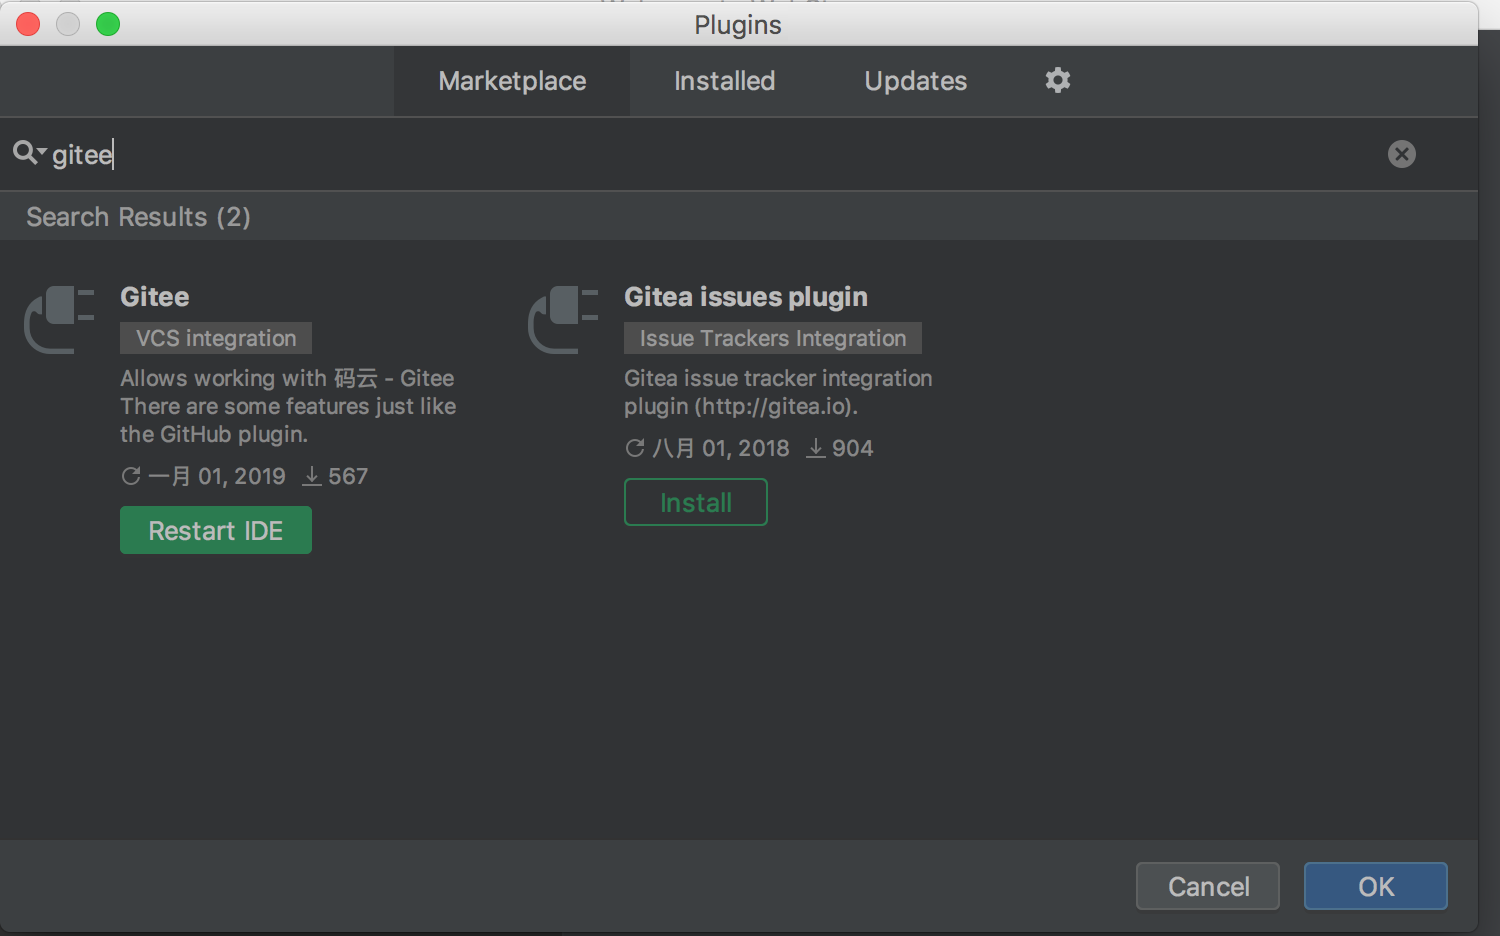 Plugins
Marketplace
Installed
Updates
gitee
Search Results (2)
Gitee
VCS integration
Allows working with 码云 - Gitee
There are some features just like
the GitHub plugin.
一月 01, 2019
567
Restart IDE
Gitea issues plugin
Issue Trackers Integration
Gitea issue tracker integration
plugin (http://gitea.io).
八月 01, 2018
904
Install
Cancel
OK